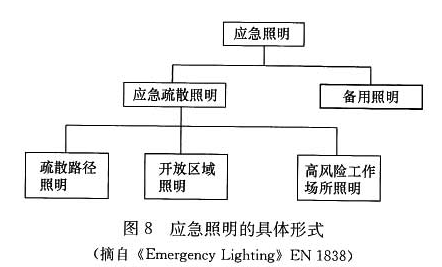 应急照明
应急疏散照明
备用照明
疏散路径
照明
开放区域
照明
高风险工作
场所照明
图 8 应急照明的具体形式
(摘自《Emergency Lighting》EN 1838)